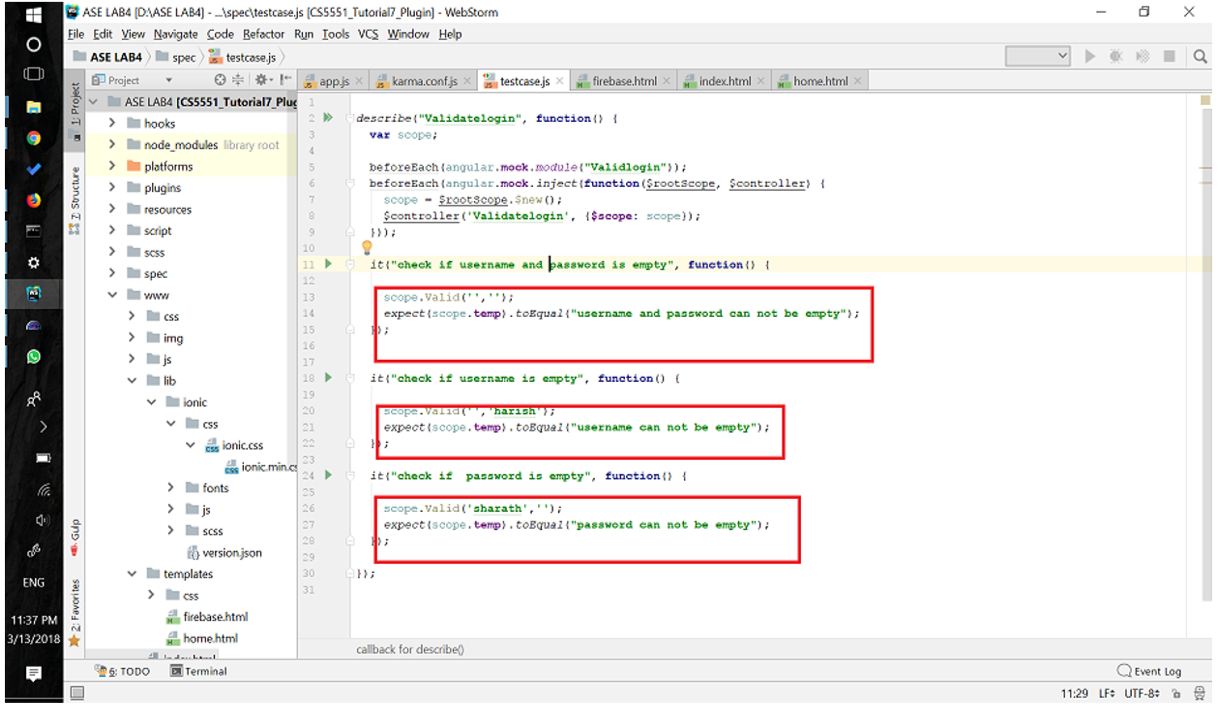 ASE LAB4 [D:\ASE LAB4] - ...\spec\testcase.js [CS5551_Tutorial7_Plugin] - WebStorm
File Edit View Navigate Code Refactor Run Tools VCS Window Help
ASE LAB4 spec testcase.js
Project
app.js karma.conf.js testcase.js firebase.html index.html home.html
1: Project
7: Structure
Gulp
2: Favorites
ASE LAB4 [CS5551_Tutorial7_Plug
hooks
node_modules library root
platforms
plugins
resources
script
scss
spec
www
css
img
js
lib
ionic
css
ionic.css
ionic.min.cs
fonts
js
scss
version.json
templates
css
firebase.html
home.html
index.html
1
2 describe("Validatelogin", function() {
3 var scope;
4
5 beforeEach(angular.mock.module("Validlogin"));
6 beforeEach(angular.mock.inject(function($rootScope, $controller) {
7 scope = $rootScope.$new();
8 $controller('Validatelogin', {$scope: scope});
9 }));
10
11 it("check if username and password is empty", function() {
12
13 scope.Valid('','');
14 expect(scope.temp).toEqual("username and password can not be empty");
15 });
16
17
18 it("check if username is empty", function() {
19
20 scope.Valid('','harish');
21 expect(scope.temp).toEqual("username can not be empty");
22 });
23
24 it("check if  password is empty", function() {
25
26 scope.Valid('sharath','');
27 expect(scope.temp).toEqual("password can not be empty");
28 });
29
30 });
31
callback for describe()
6: TODO Terminal Event Log
11:29 LF UTF-8
ENG
11:37 PM
3/13/2018